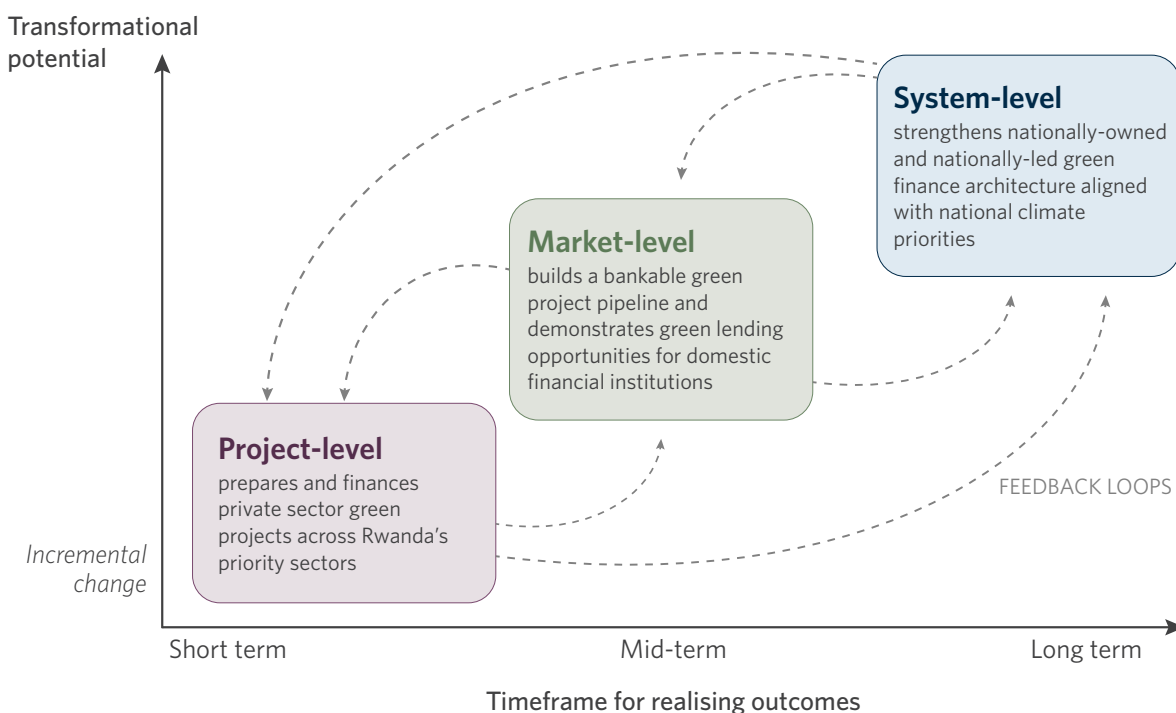 Transformational
potential
System-level
strengthens nationally-owned
and nationally-led green
finance architecture aligned
with national climate
priorities
Market-level
builds a bankable green
project pipeline and
demonstrates green lending
opportunities for domestic
financial institutions
Project-level
prepares and finances
private sector green
projects across Rwanda’s
priority sectors
FEEDBACK LOOPS
Incremental
change
Short term
Mid-term
Long term
Timeframe for realising outcomes